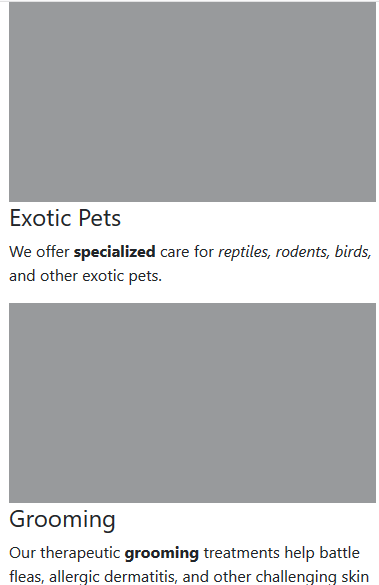 Exotic Pets
We offer specialized care for reptiles, rodents, birds,
and other exotic pets.
Grooming
Our therapeutic grooming treatments help battle
fleas, allergic dermatitis, and other challenging skin